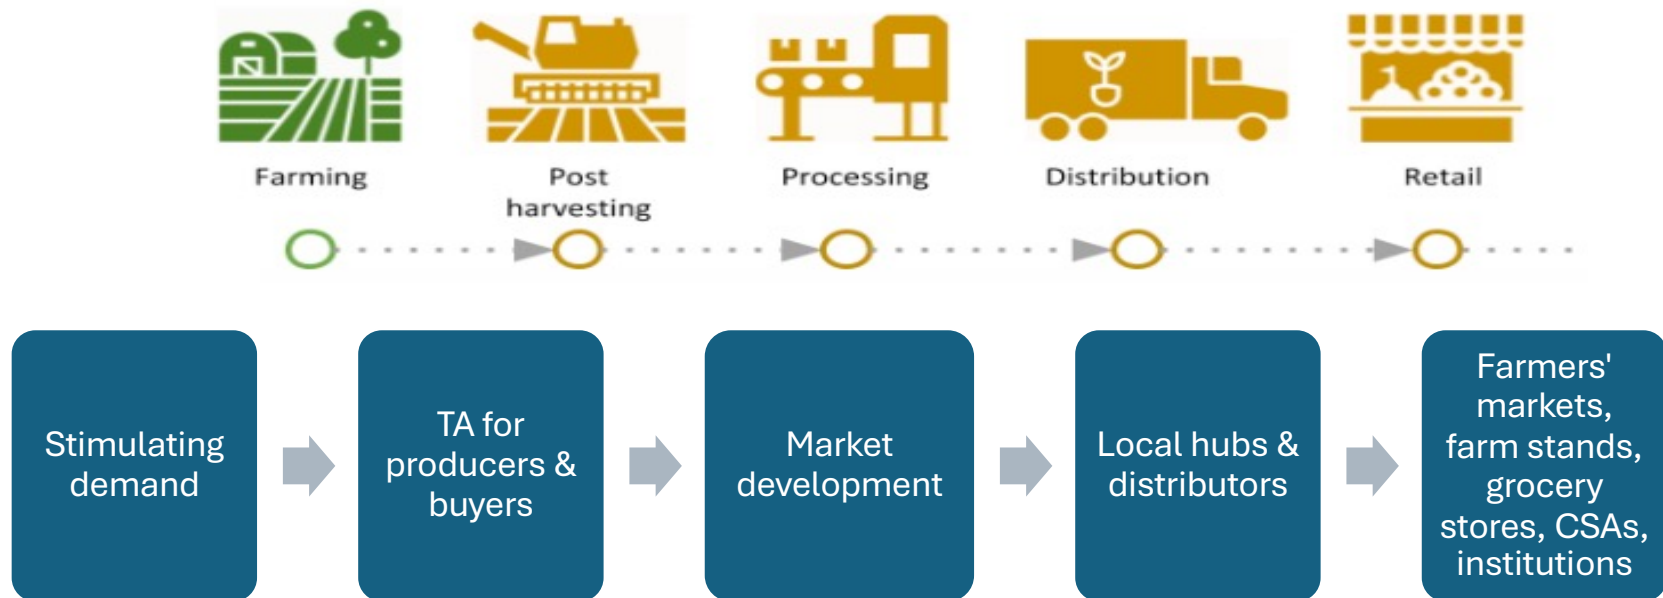 Farming
Post
harvesting
Processing
Distribution
Retail
Stimulating
demand
TA for
producers &
buyers
Market
development
Local hubs &
distributors
Farmers'
markets,
farm stands,
grocery
stores, CSAs,
institutions